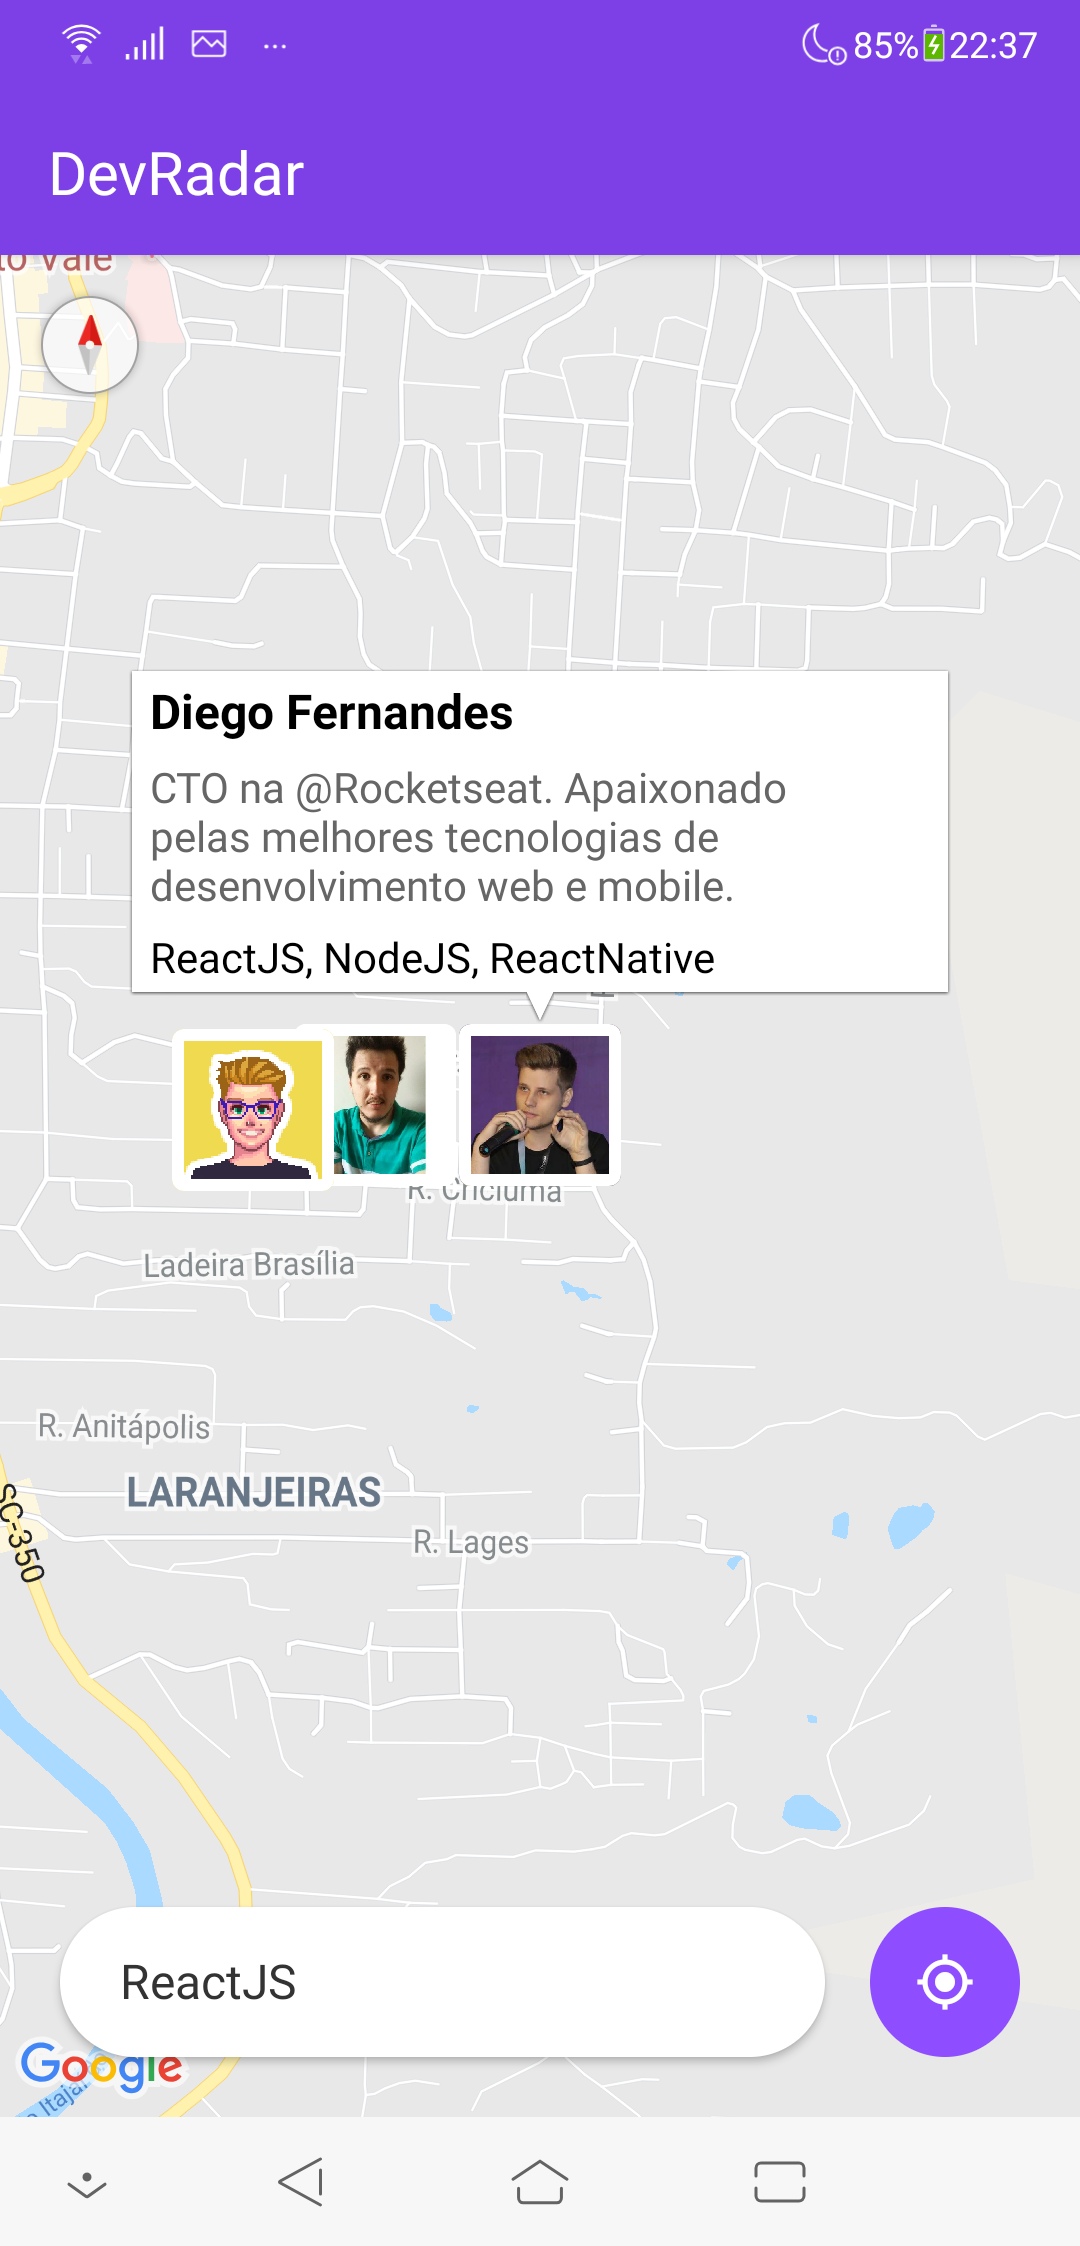 85% 22:37
DevRadar
to Vale
Diego Fernandes
CTO na @Rocketseat. Apaixonado
pelas melhores tecnologias de
desenvolvimento web e mobile.
ReactJS, NodeJS, ReactNative
R. Criciúma
Ladeira Brasília
R. Anitápolis
LARANJEIRAS
SC-350
R. Lages
ReactJS
Google
Itajaí